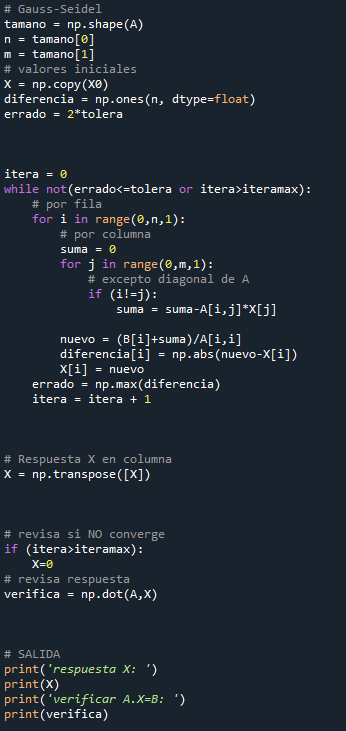 # Gauss-Seidel
tamano = np.shape(A)
n = tamano[0]
m = tamano[1]
# valores iniciales
X = np.copy(X0)
diferencia = np.ones(n, dtype=float)
errado = 2*tolera
itera = 0
while not(errado<=tolera or itera>iteramax):
    # por fila
    for i in range(0,n,1):
        # por columna
        suma = 0
        for j in range(0,m,1):
            # excepto diagonal de A
            if (i!=j):
                suma = suma-A[i,j]*X[j]
        nuevo = (B[i]+suma)/A[i,i]
        diferencia[i] = np.abs(nuevo-X[i])
        X[i] = nuevo
    errado = np.max(diferencia)
    itera = itera + 1
# Respuesta X en columna
X = np.transpose([X])
# revisa si NO converge
if (itera>iteramax):
    X=0
# revisa respuesta
verifica = np.dot(A,X)
# SALIDA
print('respuesta X: ')
print(X)
print('verificar A.X=B: ')
print(verifica)